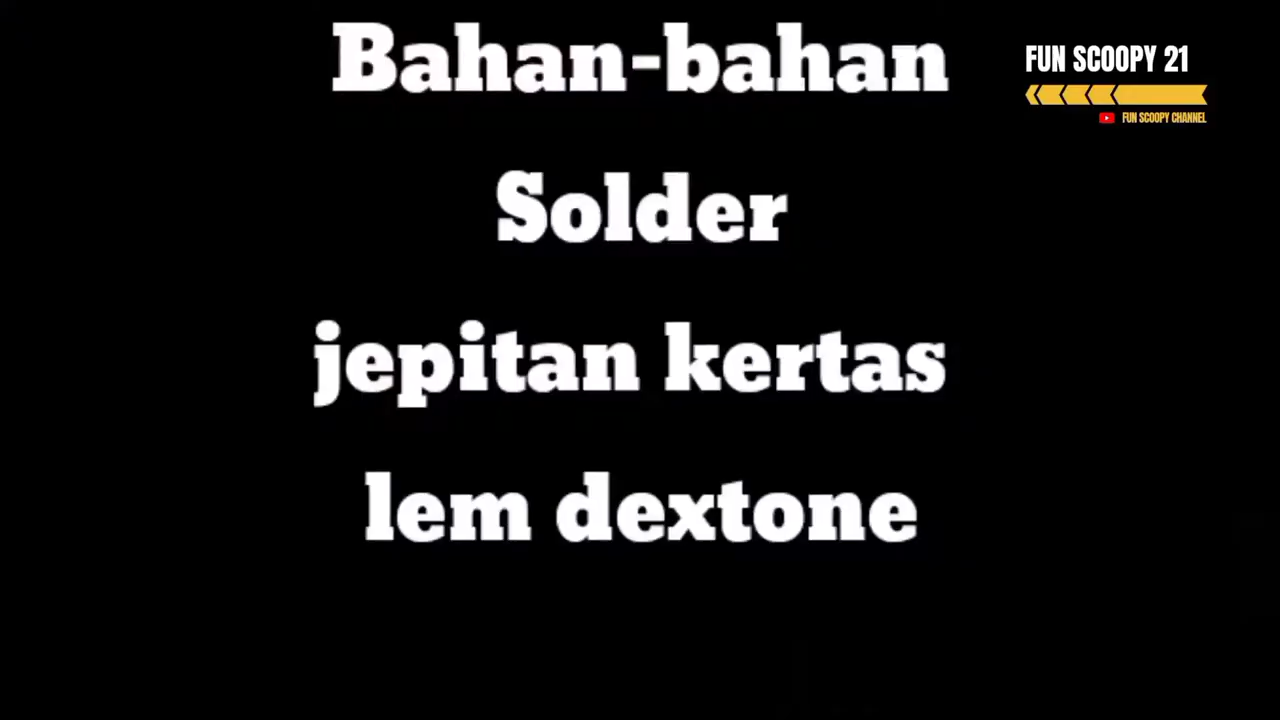 Bahan-bahan
FUN SCOOPY 21
FUN SCOOPY CHANNEL
Solder
jepitan kertas
lem dextone